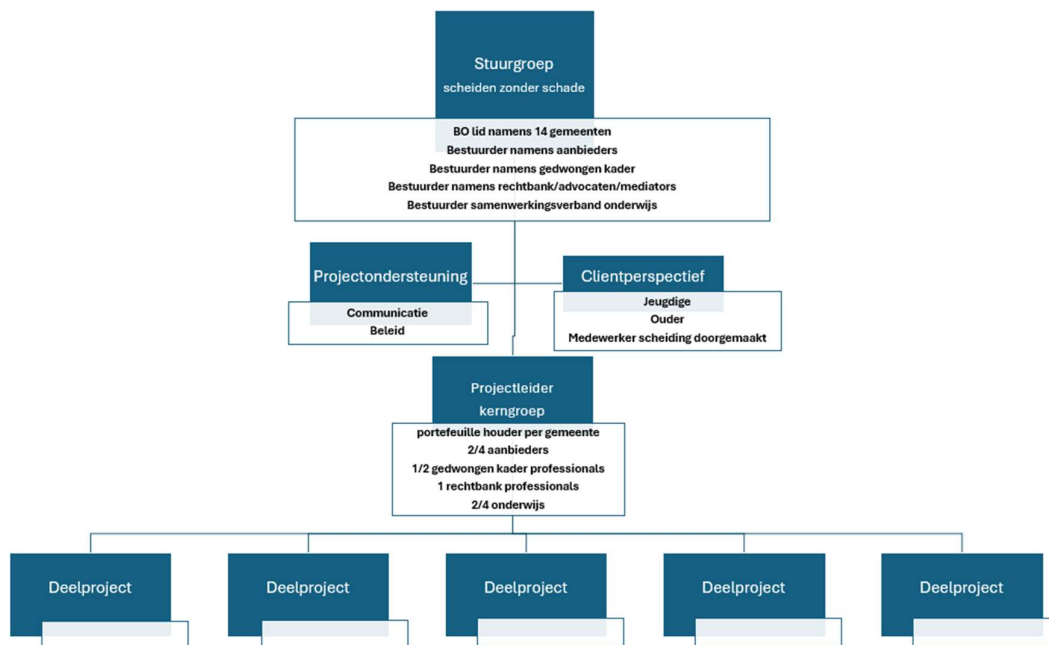 Stuurgroep
scheiden zonder schade
BO lid namens 14 gemeenten
Bestuurder namens aanbieders
Bestuurder namens gedwongen kader
Bestuurder namens rechtbank/advocaten/mediators
Bestuurder samenwerkingsverband onderwijs
Projectondersteuning
Communicatie
Beleid
Clientperspectief
Jeugdige
Ouder
Medewerker scheiding doorgemaakt
Projectleider
kerngroep
portefeuille houder per gemeente
2/4 aanbieders
1/2 gedwongen kader professionals
1 rechtbank professionals
2/4 onderwijs
Deelproject
Deelproject
Deelproject
Deelproject
Deelproject